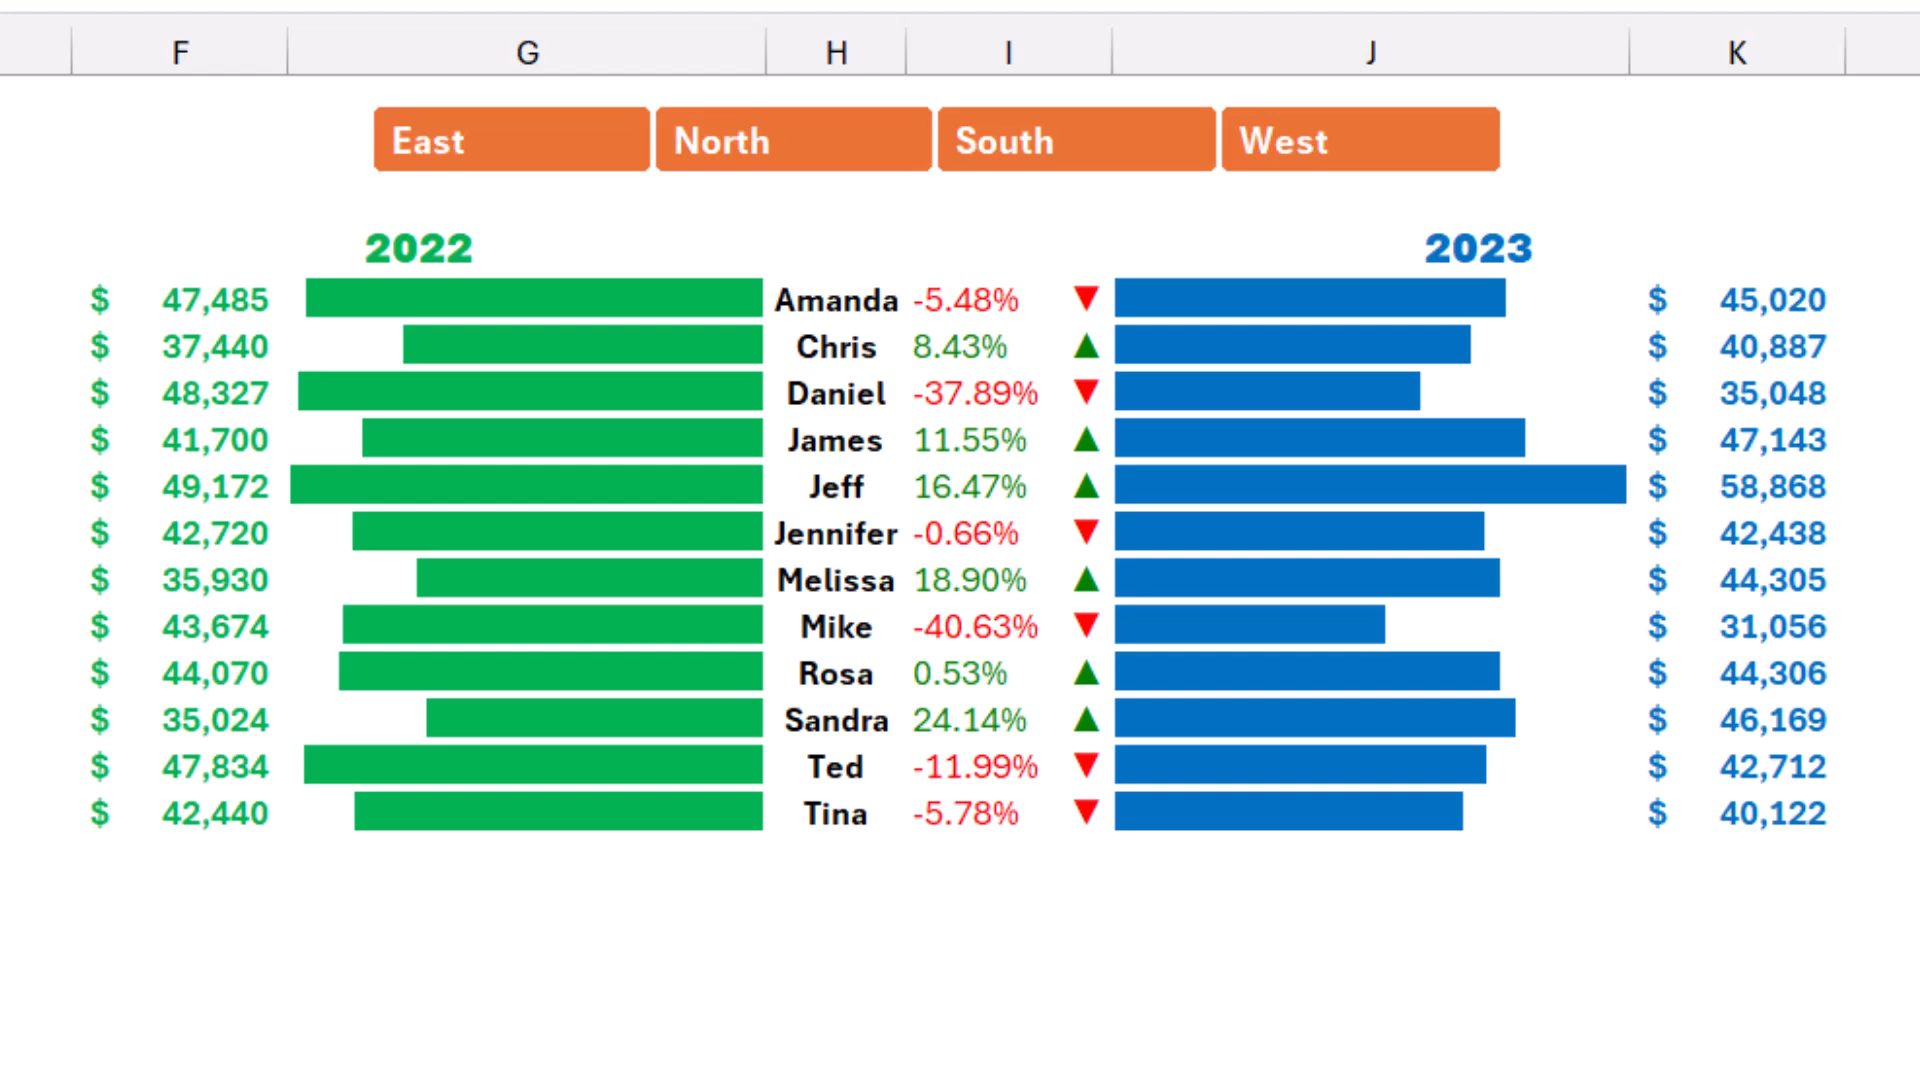 F G H I J K
East North South West
2022 2023
$ 47,485 Amanda -5.48% ▼ $ 45,020
$ 37,440 Chris 8.43% ▲ $ 40,887
$ 48,327 Daniel -37.89% ▼ $ 35,048
$ 41,700 James 11.55% ▲ $ 47,143
$ 49,172 Jeff 16.47% ▲ $ 58,868
$ 42,720 Jennifer -0.66% ▼ $ 42,438
$ 35,930 Melissa 18.90% ▲ $ 44,305
$ 43,674 Mike -40.63% ▼ $ 31,056
$ 44,070 Rosa 0.53% ▲ $ 44,306
$ 35,024 Sandra 24.14% ▲ $ 46,169
$ 47,834 Ted -11.99% ▼ $ 42,712
$ 42,440 Tina -5.78% ▼ $ 40,122